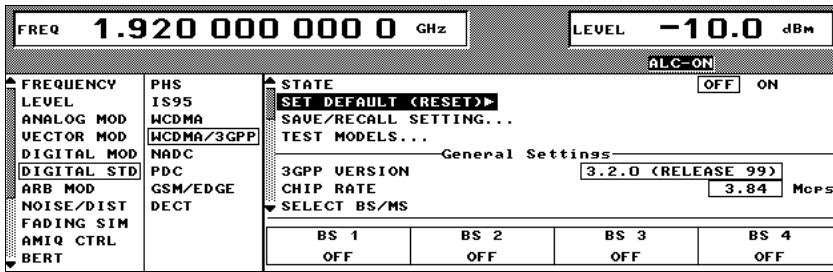 FREQ 1.920 000 000 0 GHz
LEVEL -10.0 dBm
ALC-ON
FREQUENCY
LEVEL
ANALOG MOD
VECTOR MOD
DIGITAL MOD
DIGITAL STD
ARB MOD
NOISE/DIST
FADING SIM
AMIQ CTRL
BERT
PHS
IS95
WCDMA
WCDMA/3GPP
NADC
PDC
GSM/EDGE
DECT
STATE OFF ON
SET DEFAULT (RESET)▶
SAVE/RECALL SETTING...
TEST MODELS...
General Settings
3GPP VERSION 3.2.0 (RELEASE 99)
CHIP RATE 3.84 Mcps
SELECT BS/MS
BS 1 BS 2 BS 3 BS 4
OFF OFF OFF OFF